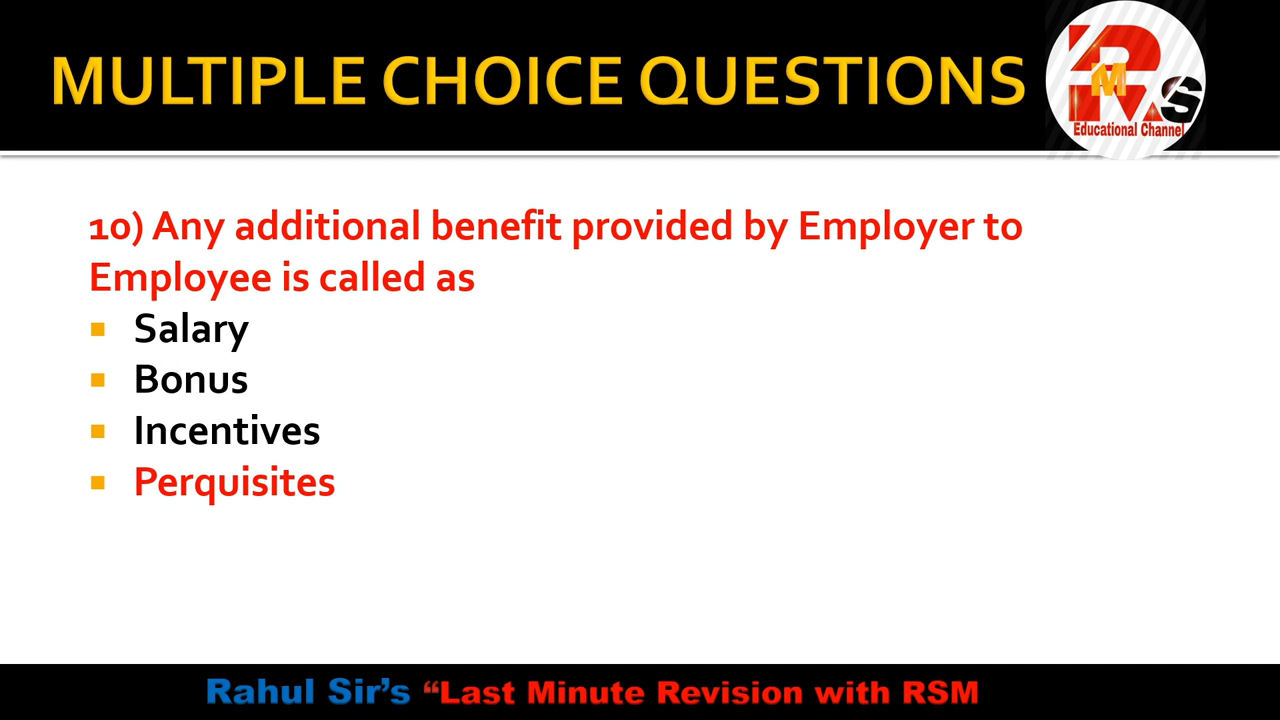 MULTIPLE CHOICE QUESTIONS
RMS
Educational Channel
10) Any additional benefit provided by Employer to
Employee is called as
Salary
Bonus
Incentives
Perquisites
Rahul Sir's “Last Minute Revision with RSM